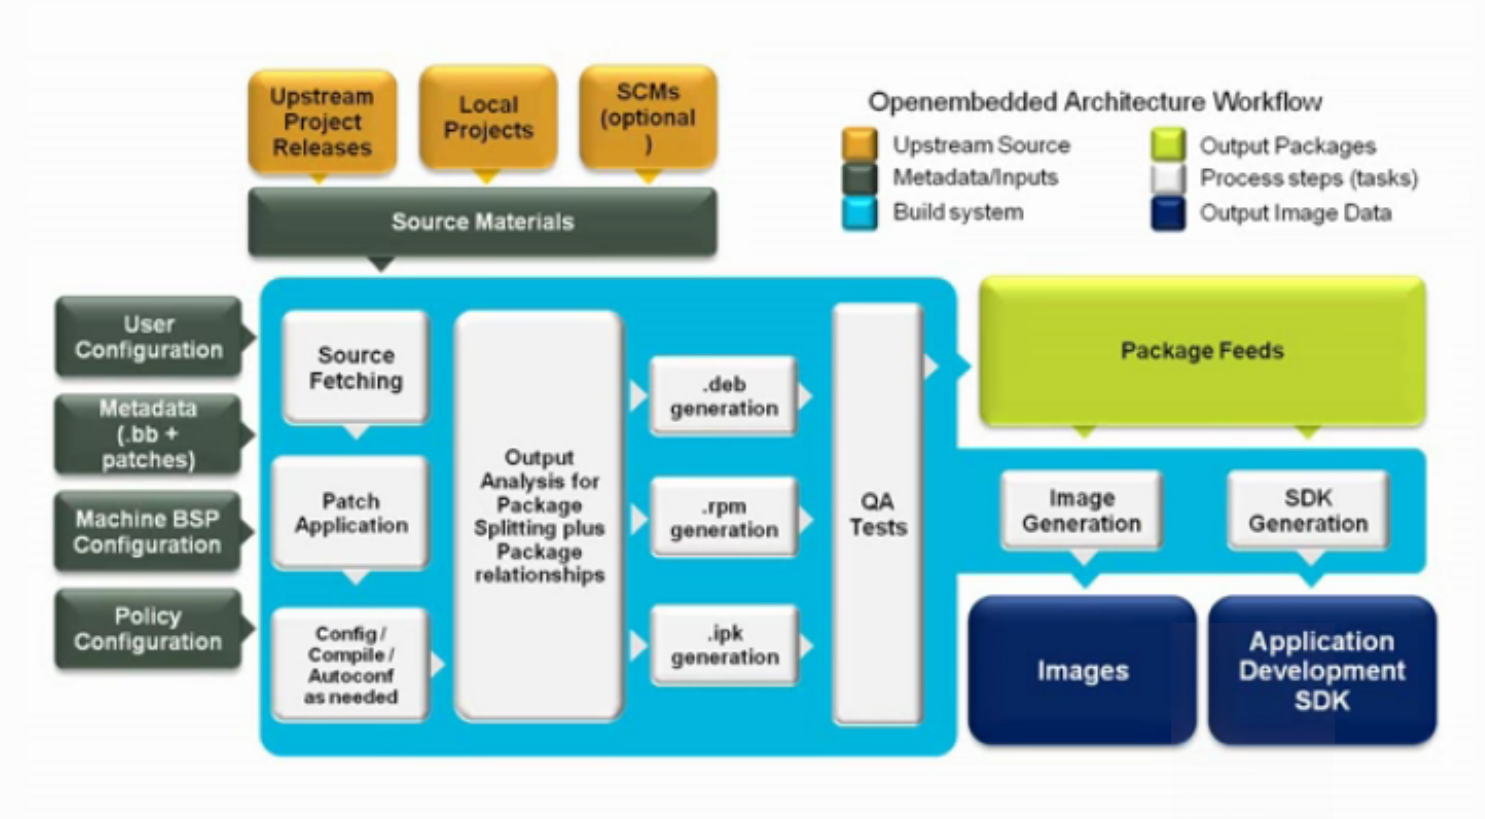 Upstream
Project
Releases
Local
Projects
SCMs
(optional
)
Openembedded Architecture Workflow
Upstream Source
Metadata/Inputs
Build system
Output Packages
Process steps (tasks)
Output Image Data
Source Materials
User
Configuration
Metadata
(.bb +
patches)
Machine BSP
Configuration
Policy
Configuration
Source
Fetching
Patch
Application
Config /
Compile /
Autoconf
as needed
Output
Analysis for
Package
Splitting plus
Package
relationships
.deb
generation
.rpm
generation
.ipk
generation
QA
Tests
Package Feeds
Image
Generation
SDK
Generation
Images
Application
Development
SDK